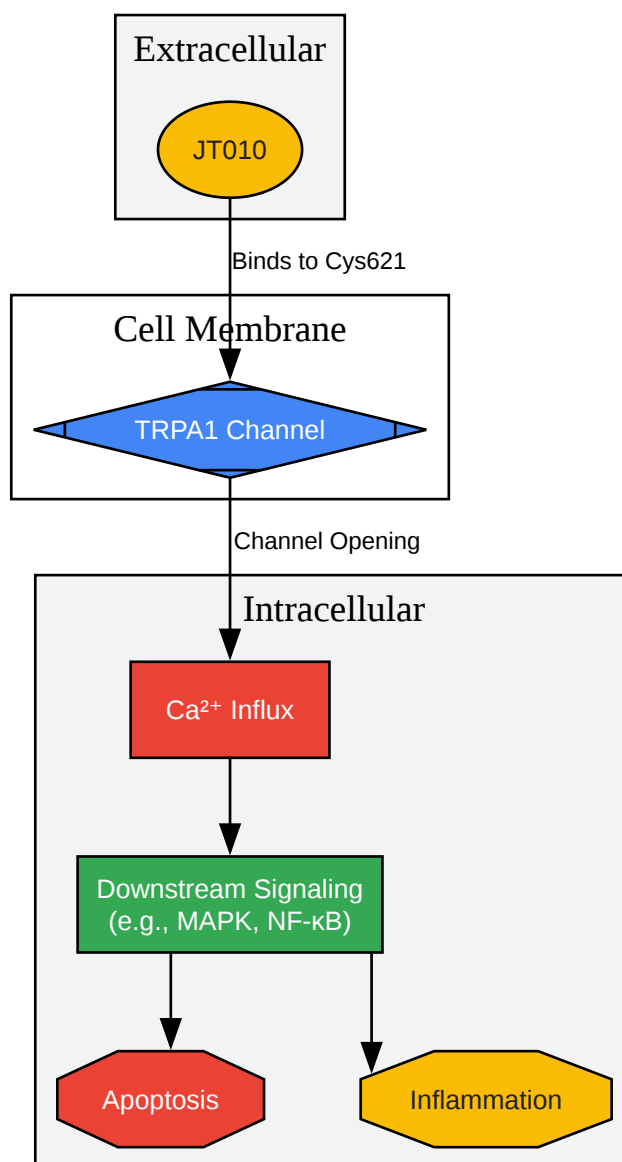 Extracellular
JT010
Binds to Cys621
Cell Membrane
TRPA1 Channel
Channel Opening
Intracellular
Ca²⁺ Influx
Downstream Signaling
(e.g., MAPK, NF-κB)
Apoptosis
Inflammation